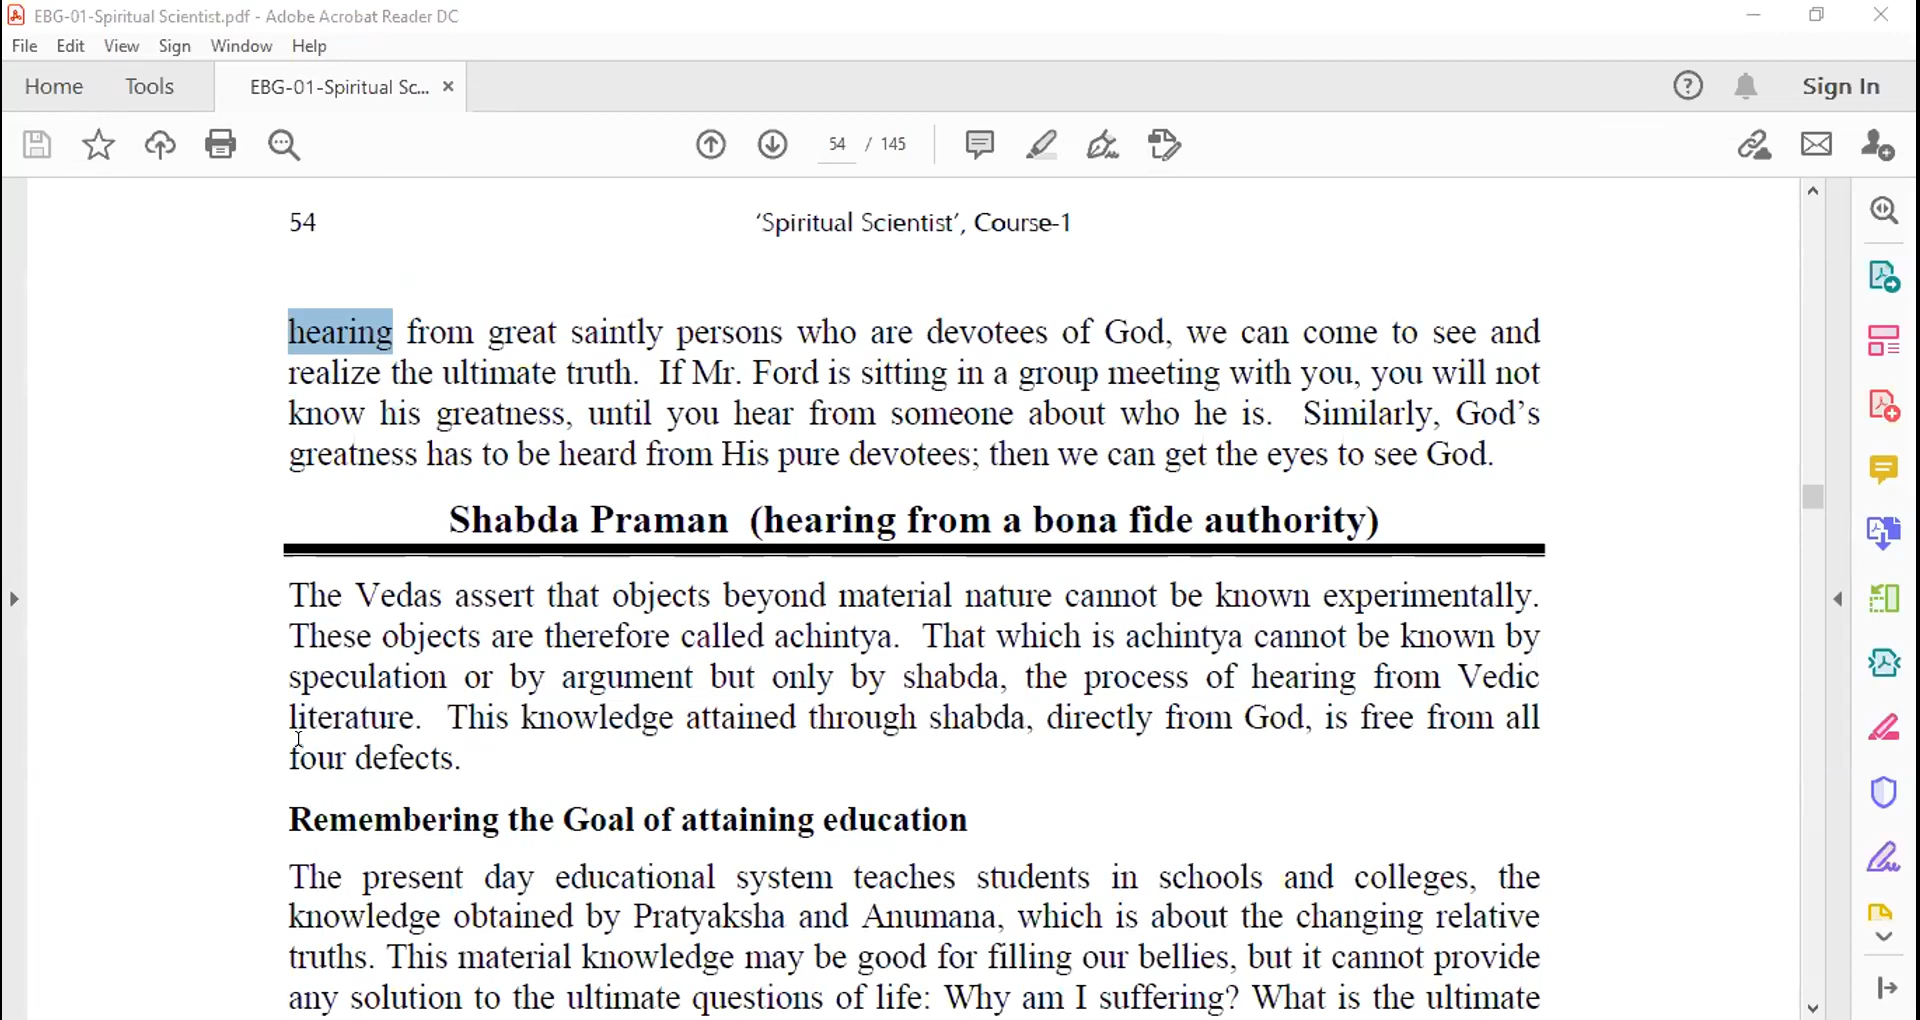 EBG-01-Spiritual Scientist.pdf - Adobe Acrobat Reader DC
File Edit View Sign Window Help
Home Tools EBG-01-Spiritual Sc... × Sign In
54 / 145
54 ‘Spiritual Scientist’, Course-1
hearing from great saintly persons who are devotees of God, we can come to see and
realize the ultimate truth. If Mr. Ford is sitting in a group meeting with you, you will not
know his greatness, until you hear from someone about who he is. Similarly, God’s
greatness has to be heard from His pure devotees; then we can get the eyes to see God.
Shabda Praman (hearing from a bona fide authority)
The Vedas assert that objects beyond material nature cannot be known experimentally.
These objects are therefore called achintya. That which is achintya cannot be known by
speculation or by argument but only by shabda, the process of hearing from Vedic
literature. This knowledge attained through shabda, directly from God, is free from all
four defects.
Remembering the Goal of attaining education
The present day educational system teaches students in schools and colleges, the
knowledge obtained by Pratyaksha and Anumana, which is about the changing relative
truths. This material knowledge may be good for filling our bellies, but it cannot provide
any solution to the ultimate questions of life: Why am I suffering? What is the ultimate